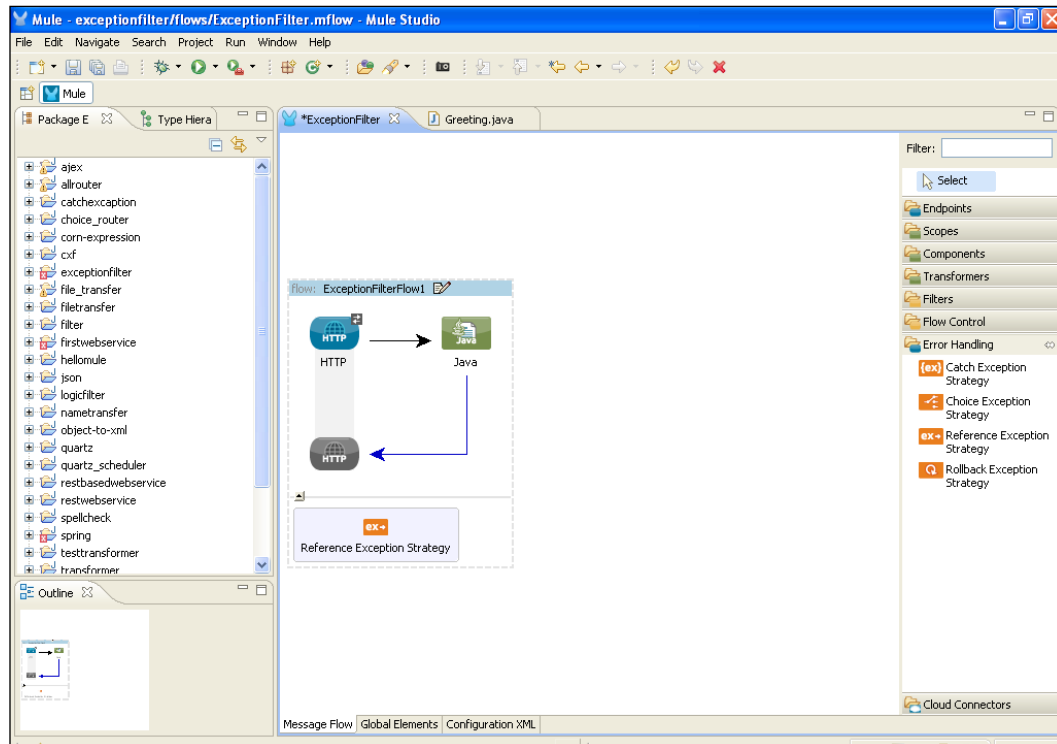 Mule - exceptionfilter/flows/ExceptionFilter.mflow - Mule Studio
File Edit Navigate Search Project Run Window Help
Mule
Package E
Type Hiera
ajex
allrouter
catchexcaption
choice_router
corn-expression
cxf
exceptionfilter
file_transfer
filetransfer
filter
firstwebservice
hellomule
json
logicfilter
nametransfer
object-to-xml
quartz
quartz_scheduler
restbasedwebservice
restwebservice
spellcheck
spring
testtransformer
transformer
Outline
*ExceptionFilter
Greeting.java
flow: ExceptionFilterFlow1
HTTP
Java
HTTP
Java
HTTP
ex
Reference Exception Strategy
Message Flow
Global Elements
Configuration XML
Filter:
Select
Endpoints
Scopes
Components
Transformers
Filters
Flow Control
Error Handling
{ex} Catch Exception
Strategy
Choice Exception
Strategy
ex Reference Exception
Strategy
Rollback Exception
Strategy
Cloud Connectors